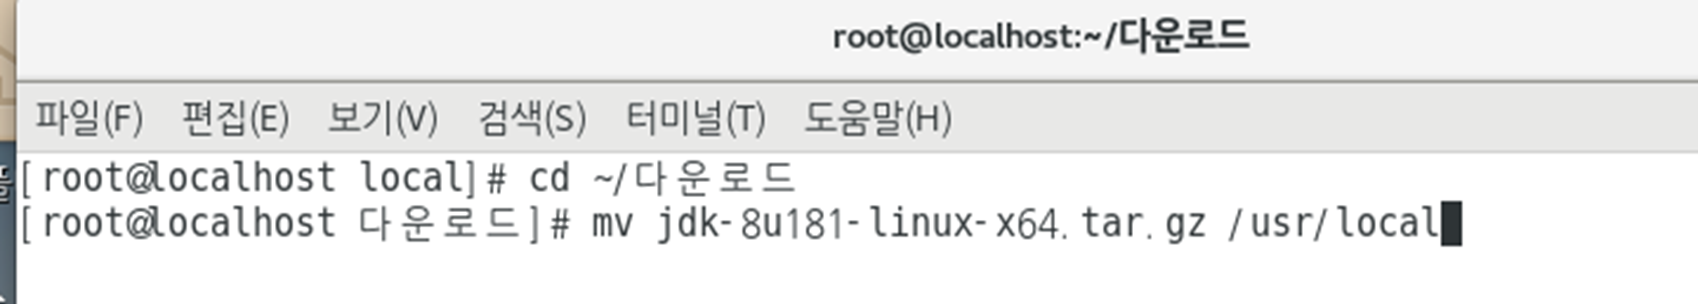 root@localhost:~/다운로드
파일(F) 편집(E) 보기(V) 검색(S) 터미널(T) 도움말(H)
[root@localhost local]# cd ~/다운로드
[root@localhost 다운로드]# mv jdk-8u181-linux-x64.tar.gz /usr/local